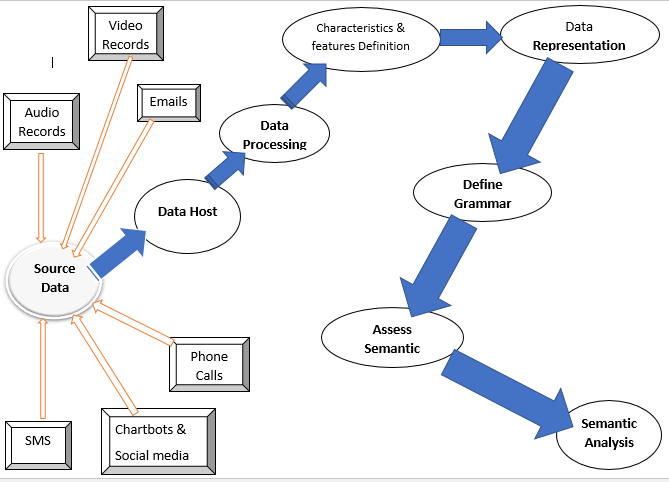 Video
Records
Characteristics &
features Definition
Data
Representation
Emails
Audio
Records
Data
Processing
Define
Grammar
Data Host
Source
Data
Assess
Semantic
Phone
Calls
Chartbots &
Social media
SMS
Semantic
Analysis